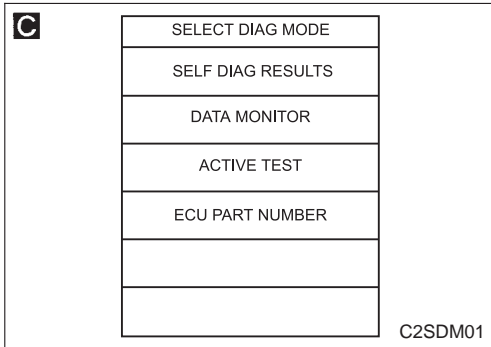 C
SELECT DIAG MODE
SELF DIAG RESULTS
DATA MONITOR
ACTIVE TEST
ECU PART NUMBER
C2SDM01